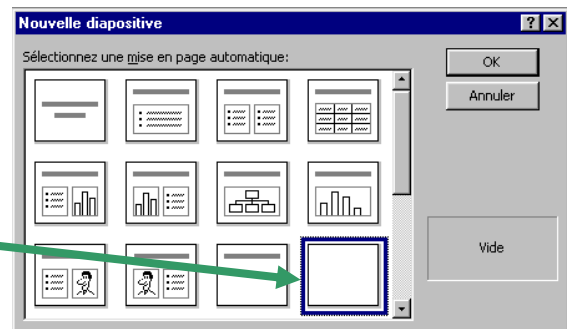 Nouvelle diapositive
Sélectionnez une mise en page automatique:
OK
Annuler
Vide